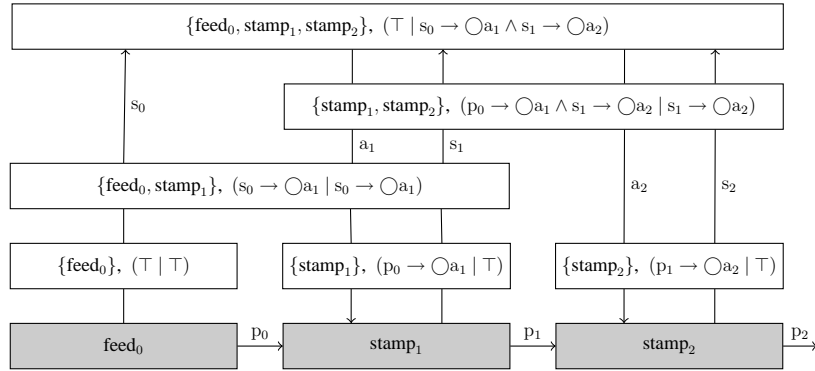 {feed₀, stamp₁, stamp₂}, (⊤ | s₀ → ◯a₁ ∧ s₁ → ◯a₂)
s₀
{stamp₁, stamp₂}, (p₀ → ◯a₁ ∧ s₁ → ◯a₂ | s₁ → ◯a₂)
a₁ s₁
{feed₀, stamp₁}, (s₀ → ◯a₁ | s₀ → ◯a₁)
a₂ s₂
{feed₀}, (⊤ | ⊤) {stamp₁}, (p₀ → ◯a₁ | ⊤) {stamp₂}, (p₁ → ◯a₂ | ⊤)
feed₀ p₀ stamp₁ p₁ stamp₂ p₂